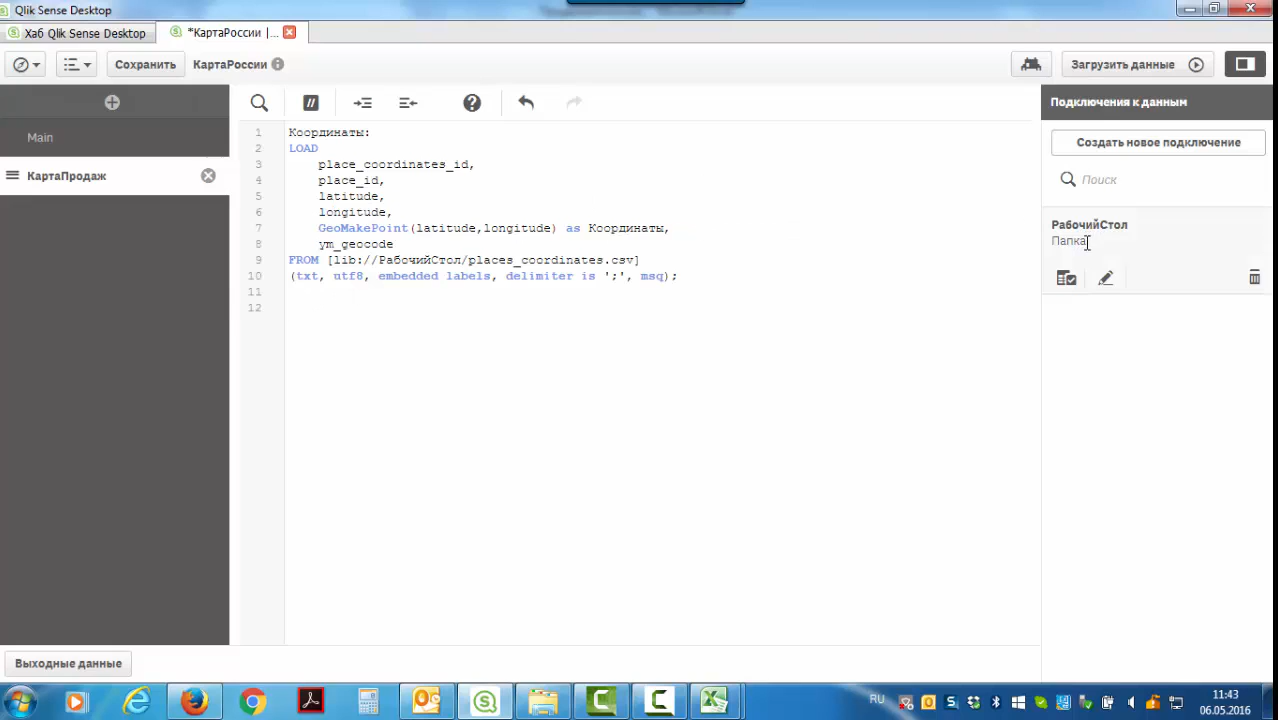 Qlik Sense Desktop
Хаб Qlik Sense Desktop
*КартаРоссии |...
Сохранить
КартаРоссии
Загрузить данные
Main
КартаПродаж
1 Координаты:
2 LOAD
3 place_coordinates_id,
4 place_id,
5 latitude,
6 longitude,
7 GeoMakePoint(latitude,longitude) as Координаты,
8 ym_geocode
9 FROM [lib://РабочийСтол/places_coordinates.csv]
10 (txt, utf8, embedded labels, delimiter is ';', msq);
11
12
Подключения к данным
Создать новое подключение
Поиск
РабочийСтол
Папка
Выходные данные
RU
11:43
06.05.2016